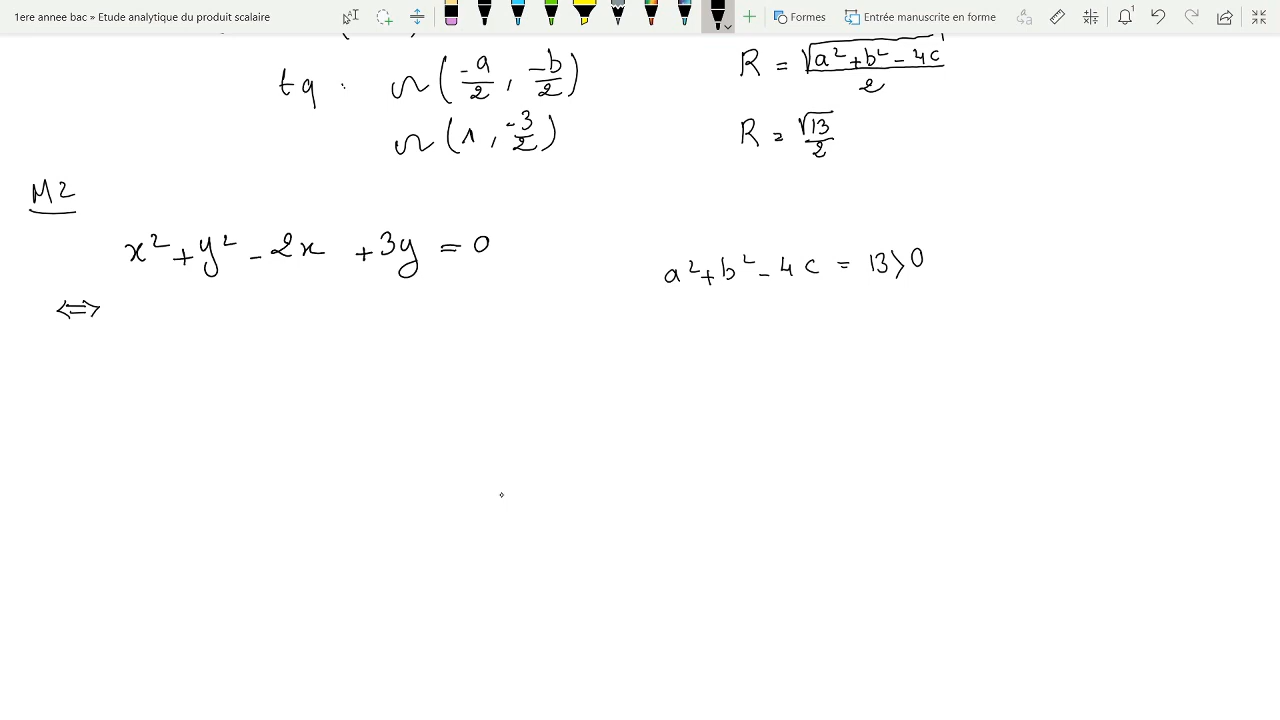 1ere annee bac » Etude analytique du produit scalaire
Formes
Entrée manuscrite en forme
tq : Ω(-a/2, -b/2)
R = √(a²+b²-4c)/2
Ω(1, -3/2)
R = √13/2
M2
x²+y²-2x +3y = 0
a²+b²-4c = 13>0
⟺